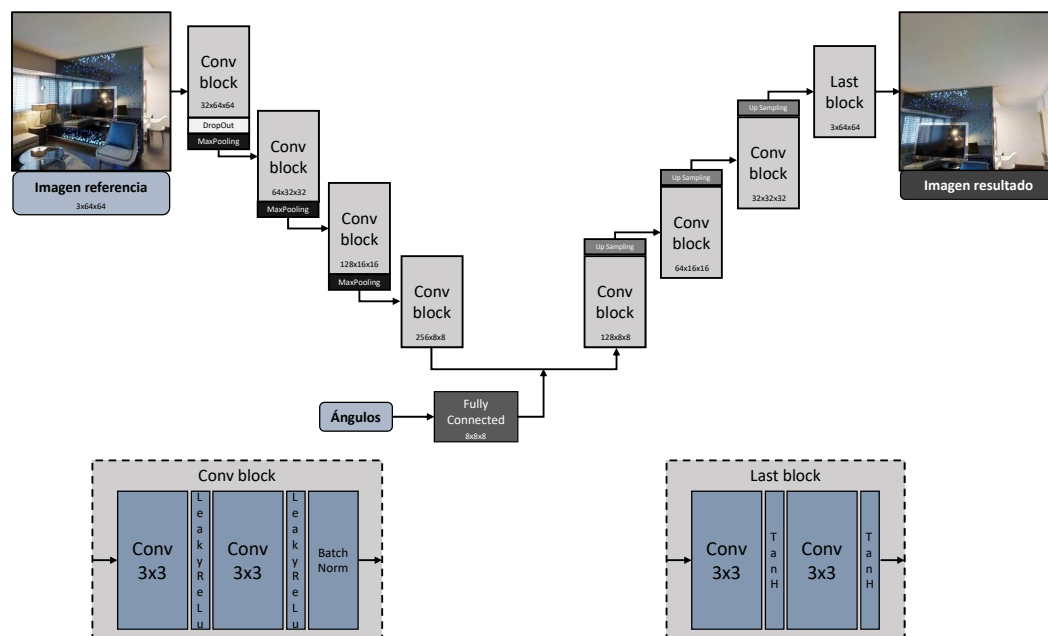 Conv
block
32x64x64
DropOut
MaxPooling
Imagen referencia
3x64x64
Conv
block
64x32x32
MaxPooling
Conv
block
128x16x16
MaxPooling
Conv
block
256x8x8
Ángulos
Fully
Connected
8x8x8
Up Sampling
Conv
block
128x8x8
Up Sampling
Conv
block
64x16x16
Up Sampling
Conv
block
32x32x32
Last
block
3x64x64
Imagen resultado
Conv block
Conv
3x3
LeakyReLu
Conv
3x3
LeakyReLu
Batch
Norm
Last block
Conv
3x3
TanH
Conv
3x3
TanH